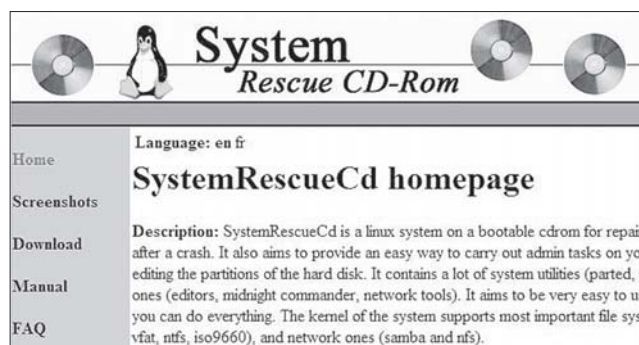 System
Rescue CD-Rom
Language: en fr
Home
SystemRescueCd homepage
Screenshots
Download
Manual
FAQ
Description: SystemRescueCd is a linux system on a bootable cdrom for repai
after a crash. It also aims to provide an easy way to carry out admin tasks on yo
editing the partitions of the hard disk. It contains a lot of system utilities (parted,
ones (editors, midnight commander, network tools). It aims to be very easy to u
you can do everything. The kernel of the system supports most important file sys
vfat, ntfs, iso9660), and network ones (samba and nfs).